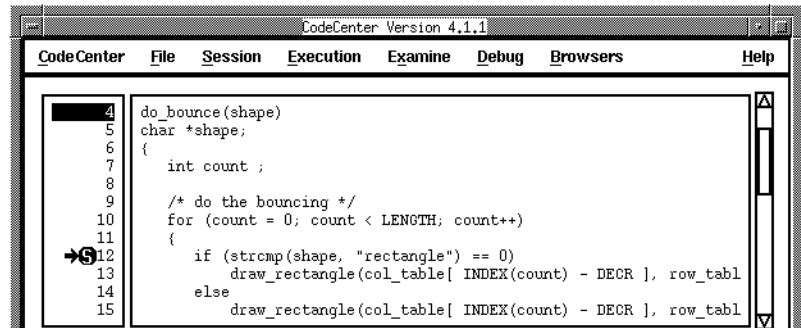 CodeCenter Version 4.1.1
CodeCenter File Session Execution Examine Debug Browsers Help
4 do_bounce(shape)
5 char *shape;
6 {
7 int count ;
8
9 /* do the bouncing */
10 for (count = 0; count < LENGTH; count++)
11 {
S 12 if (strcmp(shape, "rectangle") == 0)
13 draw_rectangle(col_table[ INDEX(count) - DECR ], row_tabl
14 else
15 draw_rectangle(col_table[ INDEX(count) - DECR ], row_tabl